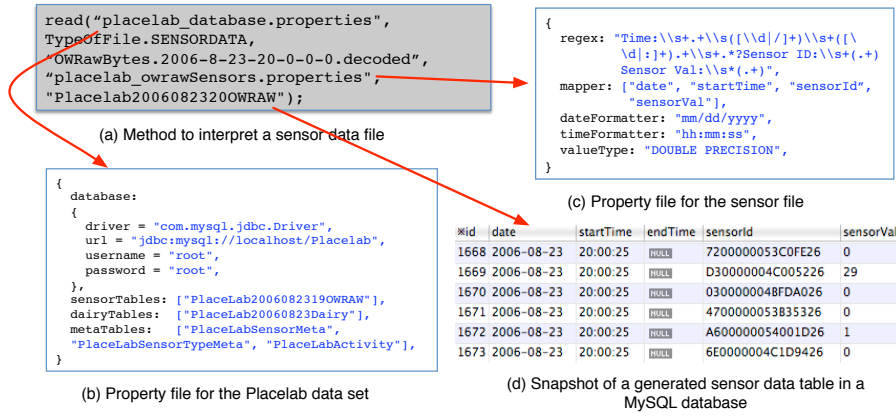 read("placelab_database.properties",
TypeOfFile.SENSORDATA,
"OWRawBytes.2006-8-23-20-0-0-0.decoded",
"placelab_owrawSensors.properties",
"Placelab2006082320OWRAW");
(a) Method to interpret a sensor data file
{
database:
{
driver = "com.mysql.jdbc.Driver",
url = "jdbc:mysql://localhost/Placelab",
username = "root",
password = "root",
},
sensorTables: ["PlaceLab2006082319OWRAW"],
dairyTables: ["PlaceLab20060823Dairy"],
metaTables: ["PlaceLabSensorMeta",
"PlaceLabSensorTypeMeta", "PlaceLabActivity"],
}
(b) Property file for the Placelab data set
{
regex: "Time:\\s+.+\\s([\\d|/]+)\\s+([\
\d|:]+).+\\s+.*?Sensor ID:\\s+(.+)
Sensor Val:\\s*(.+)",
mapper: ["date", "startTime", "sensorId",
"sensorVal"],
dateFormatter: "mm/dd/yyyy",
timeFormatter: "hh:mm:ss",
valueType: "DOUBLE PRECISION",
}
(c) Property file for the sensor file
※id date startTime endTime sensorId sensorVal
1668 2006-08-23 20:00:25 NULL 7200000053C0FE26 0
1669 2006-08-23 20:00:25 NULL D30000004C005226 29
1670 2006-08-23 20:00:25 NULL 030000004BFDA026 0
1671 2006-08-23 20:00:25 NULL 4700000053B35326 0
1672 2006-08-23 20:00:25 NULL A600000054001D26 1
1673 2006-08-23 20:00:25 NULL 6E0000004C1D9426 0
(d) Snapshot of a generated sensor data table in a
MySQL database